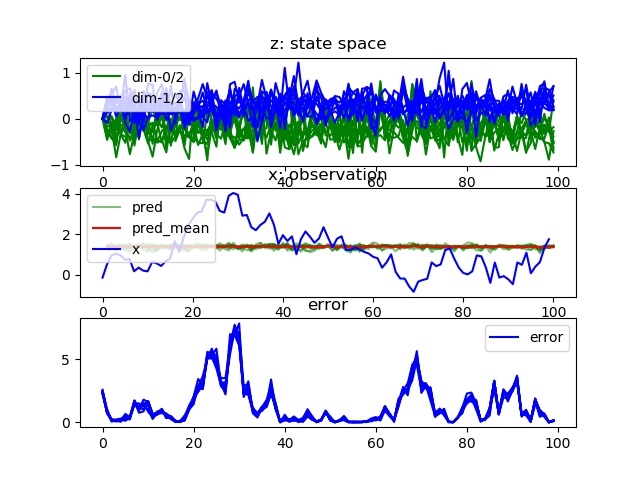 z: state space
1
0
−1
dim-0/2
dim-1/2
0 20 40 60 80 100
x: observation
4
2
0
pred
pred_mean
x
0 20 40 60 80 100
error
5
0
error
0 20 40 60 80 100